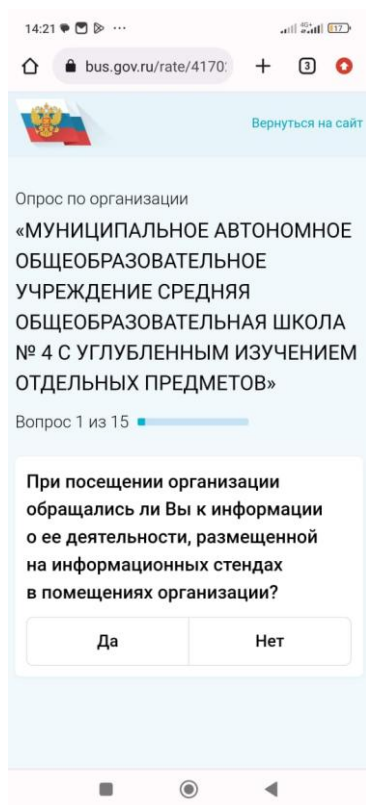 14:21
bus.gov.ru/rate/4170
3
Вернуться на сайт
Опрос по организации
«МУНИЦИПАЛЬНОЕ АВТОНОМНОЕ
ОБЩЕОБРАЗОВАТЕЛЬНОЕ
УЧРЕЖДЕНИЕ СРЕДНЯЯ
ОБЩЕОБРАЗОВАТЕЛЬНАЯ ШКОЛА
№ 4 С УГЛУБЛЕННЫМ ИЗУЧЕНИЕМ
ОТДЕЛЬНЫХ ПРЕДМЕТОВ»
Вопрос 1 из 15
При посещении организации
обращались ли Вы к информации
о ее деятельности, размещенной
на информационных стендах
в помещениях организации?
Да Нет